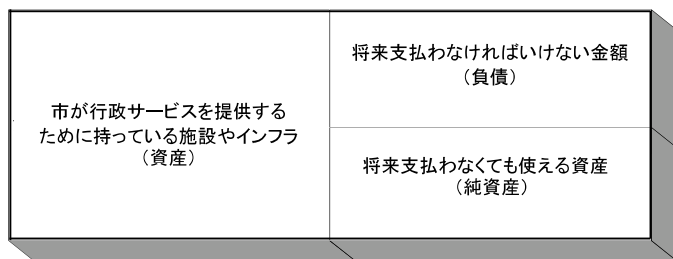 市が行政サービスを提供する
ために持っている施設やインフラ
（資産）
将来支払わなければいけない金額
（負債）
将来支払わなくても使える資産
（純資産）